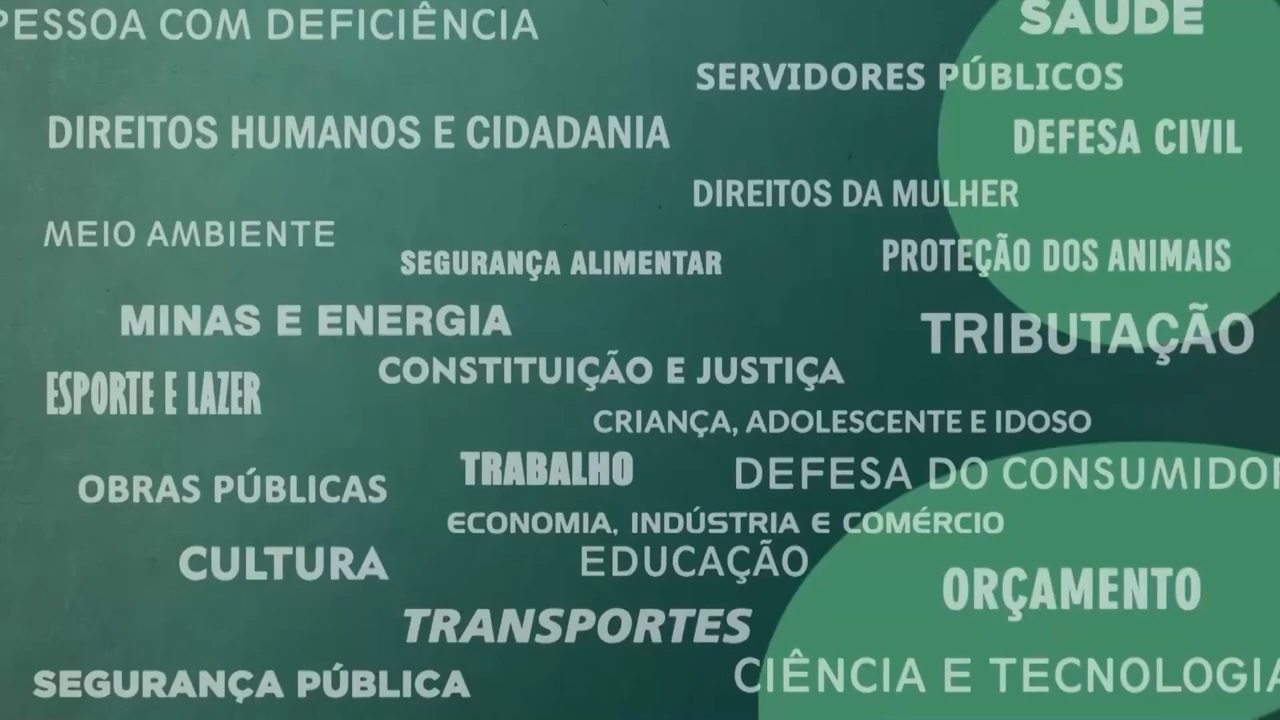 PESSOA COM DEFICIÊNCIA
SAÚDE
SERVIDORES PÚBLICOS
DIREITOS HUMANOS E CIDADANIA
DEFESA CIVIL
DIREITOS DA MULHER
MEIO AMBIENTE
SEGURANÇA ALIMENTAR
PROTEÇÃO DOS ANIMAIS
MINAS E ENERGIA
TRIBUTAÇÃO
CONSTITUIÇÃO E JUSTIÇA
ESPORTE E LAZER
CRIANÇA, ADOLESCENTE E IDOSO
TRABALHO
DEFESA DO CONSUMIDOR
OBRAS PÚBLICAS
ECONOMIA, INDÚSTRIA E COMÉRCIO
CULTURA
EDUCAÇÃO
ORÇAMENTO
TRANSPORTES
CIÊNCIA E TECNOLOGIA
SEGURANÇA PÚBLICA